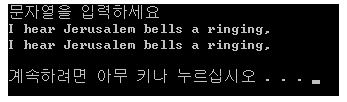 문자열을 입력하세요
I hear Jerusalem bells a ringing,
I hear Jerusalem bells a ringing,
계속하려면 아무 키나 누르십시오 . . .